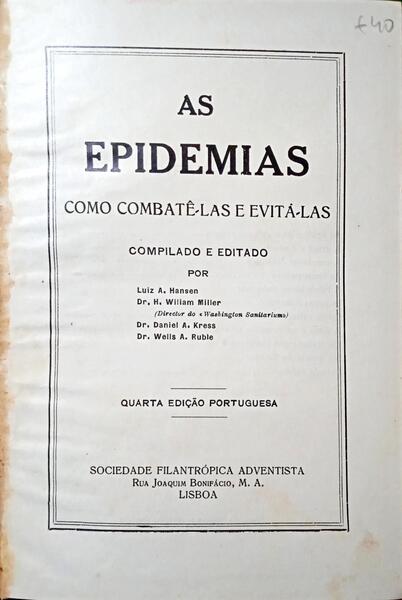 £40
AS
EPIDEMIAS
COMO COMBATÊ-LAS E EVITÁ-LAS
COMPILADO E EDITADO
POR
Luiz A. Hansen
Dr. H. Wiliam Miller
(Director do «Washington Sanitarium»)
Dr. Daniel A. Kress
Dr. Wells A. Ruble
QUARTA EDIÇÃO PORTUGUESA
SOCIEDADE FILANTRÓPICA ADVENTISTA
RUA JOAQUIM BONIFÁCIO, M. A.
LISBOA